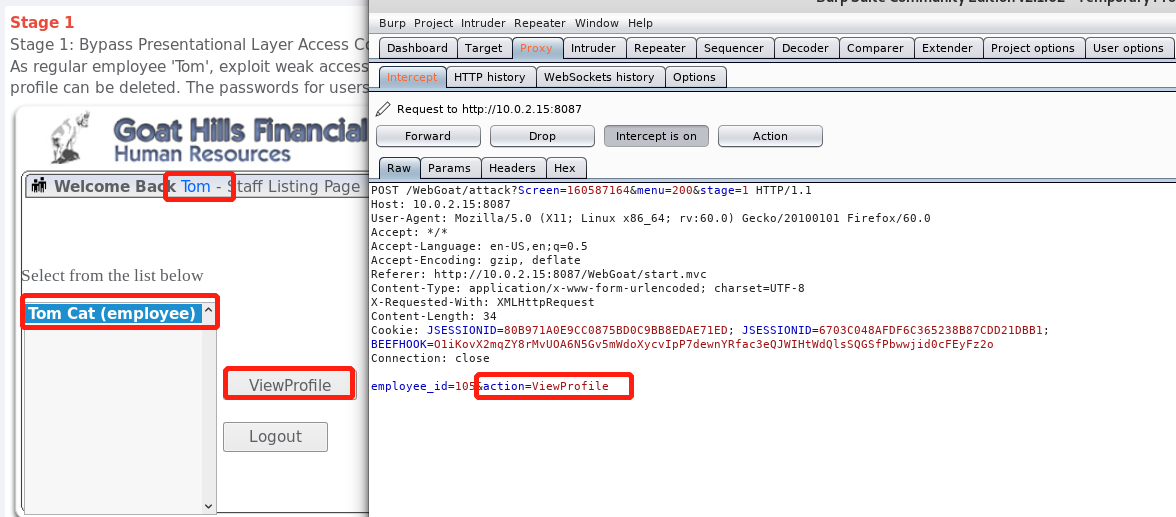 Stage 1
Stage 1: Bypass Presentational Layer Access Co
As regular employee 'Tom', exploit weak access
profile can be deleted. The passwords for users
Goat Hills Financial
Human Resources
Welcome Back Tom - Staff Listing Page
Select from the list below
Tom Cat (employee)
ViewProfile
Logout
Burp Project Intruder Repeater Window Help
Dashboard Target Proxy Intruder Repeater Sequencer Decoder Comparer Extender Project options User options
Intercept HTTP history WebSockets history Options
Request to http://10.0.2.15:8087
Forward Drop Intercept is on Action
Raw Params Headers Hex
POST /WebGoat/attack?Screen=160587164&menu=200&stage=1 HTTP/1.1
Host: 10.0.2.15:8087
User-Agent: Mozilla/5.0 (X11; Linux x86_64; rv:60.0) Gecko/20100101 Firefox/60.0
Accept: */*
Accept-Language: en-US,en;q=0.5
Accept-Encoding: gzip, deflate
Referer: http://10.0.2.15:8087/WebGoat/start.mvc
Content-Type: application/x-www-form-urlencoded; charset=UTF-8
X-Requested-With: XMLHttpRequest
Content-Length: 34
Cookie: JSESSIONID=80B971A0E9CC0875BD0C9BB8EDAE71ED; JSESSIONID=6703C048AFDF6C365238B87CDD21DBB1;
BEEFHOOK=O1iKovX2mqZY8rMvUOA6N5Gv5mWdoXycvIpP7dewnYRfac3eQJWIHtWdQlsSQGSfPbwwjid0cFEyFz2o
Connection: close
employee_id=105&action=ViewProfile